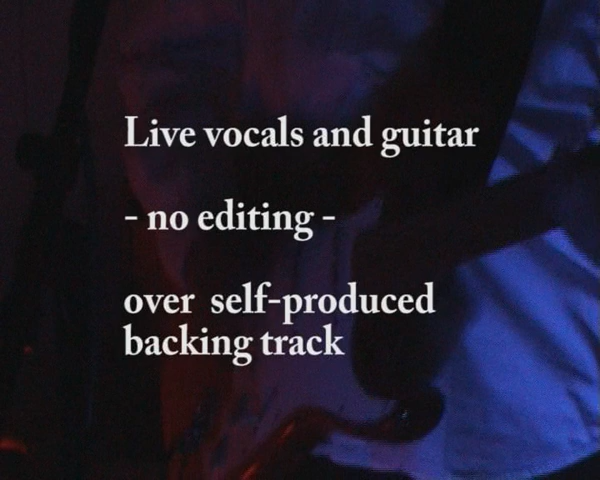 Live vocals and guitar
- no editing -
over  self-produced
backing track